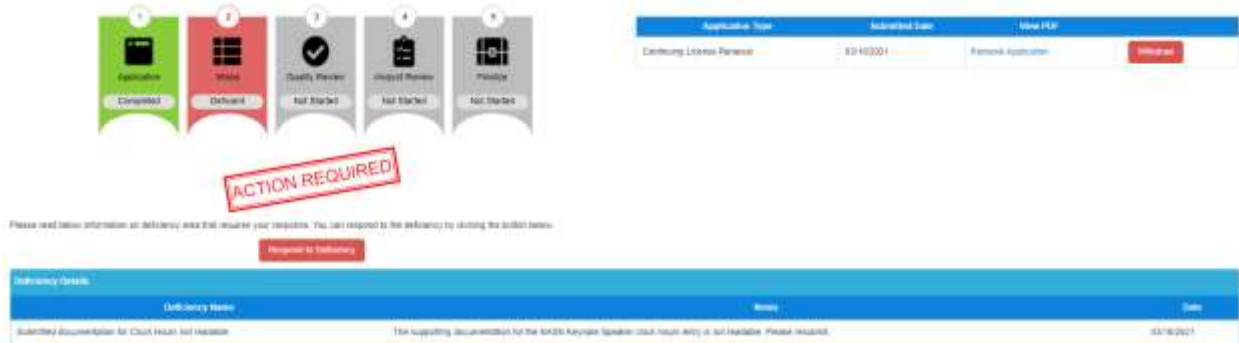 1
2
3
4
5
Application
Intake
Quality Review
Analyst Review
Finalize
Completed
Deficient
Not Started
Not Started
Not Started
Application Type
Submitted Date
View PDF
Continuing License Renewal
Renewal Application
Withdraw
ACTION REQUIRED
Please read below information on deficiency area that requires your response. You can respond to the deficiency by clicking the button below.
Respond to Deficiency
Deficiency Details
Deficiency Name
Notes
Date
Submitted documentation for Clock Hours not readable
The supporting documentation for the Keynote Speaker clock hours entry is not readable. Please resubmit.